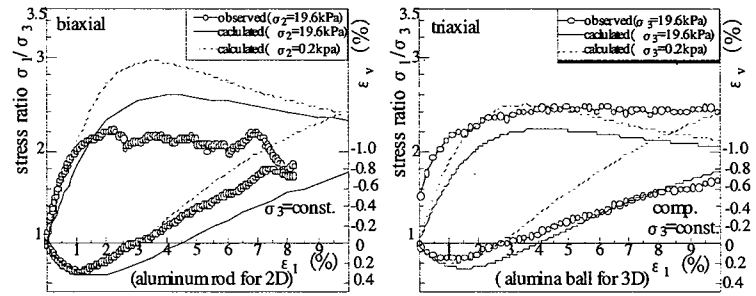 biaxial
observed(σ2=19.6kPa)
caclulated( σ2=19.6kPa)
calculated( σ2=0.2kpa)
stress ratio σ1/σ3
3.5
3
2
1
εv (%)
-1.0
-0.8
-0.6
-0.4
-0.2
0
0.2
0.4
σ3=const.
1 2 3 4 5 6 7 8 9
ε1 (%)
(aluminum rod for 2D)
triaxial
observed(σ3=19.6kPa)
calculated( σ3=19.6kPa)
calculated( σ3=0.2kpa)
stress ratio σ1/σ3
3.5
3
2
1
εv (%)
-1.0
-0.8
-0.6
-0.4
-0.2
0
0.2
0.4
comp.
σ3=const.
1 2 3 4 5 6 7 8 9
ε1 (%)
( alumina ball for 3D)